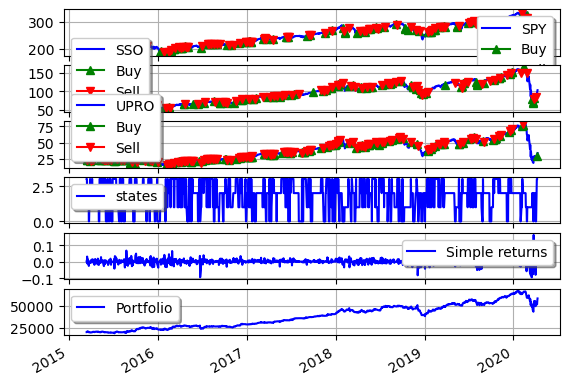 300
200
SPY
Buy
SSO
Buy
Sell
150
100
50
UPRO
Buy
Sell
75
50
25
2.5
0.0
states
0.1
0.0
−0.1
Simple returns
50000
25000
Portfolio
2015 2016 2017 2018 2019 2020